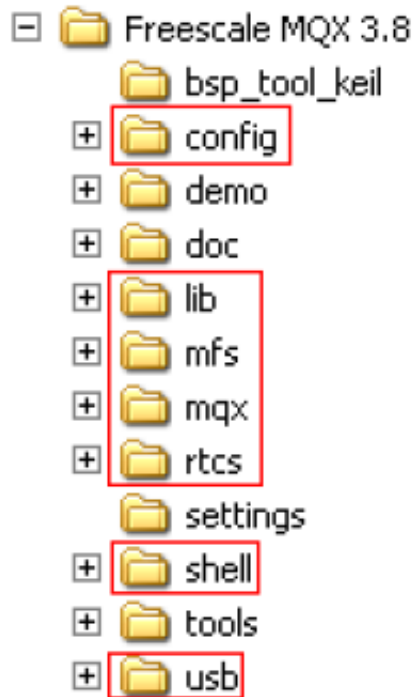 Freescale MQX 3.8
bsp_tool_keil
config
demo
doc
lib
mfs
mqx
rtcs
settings
shell
tools
usb